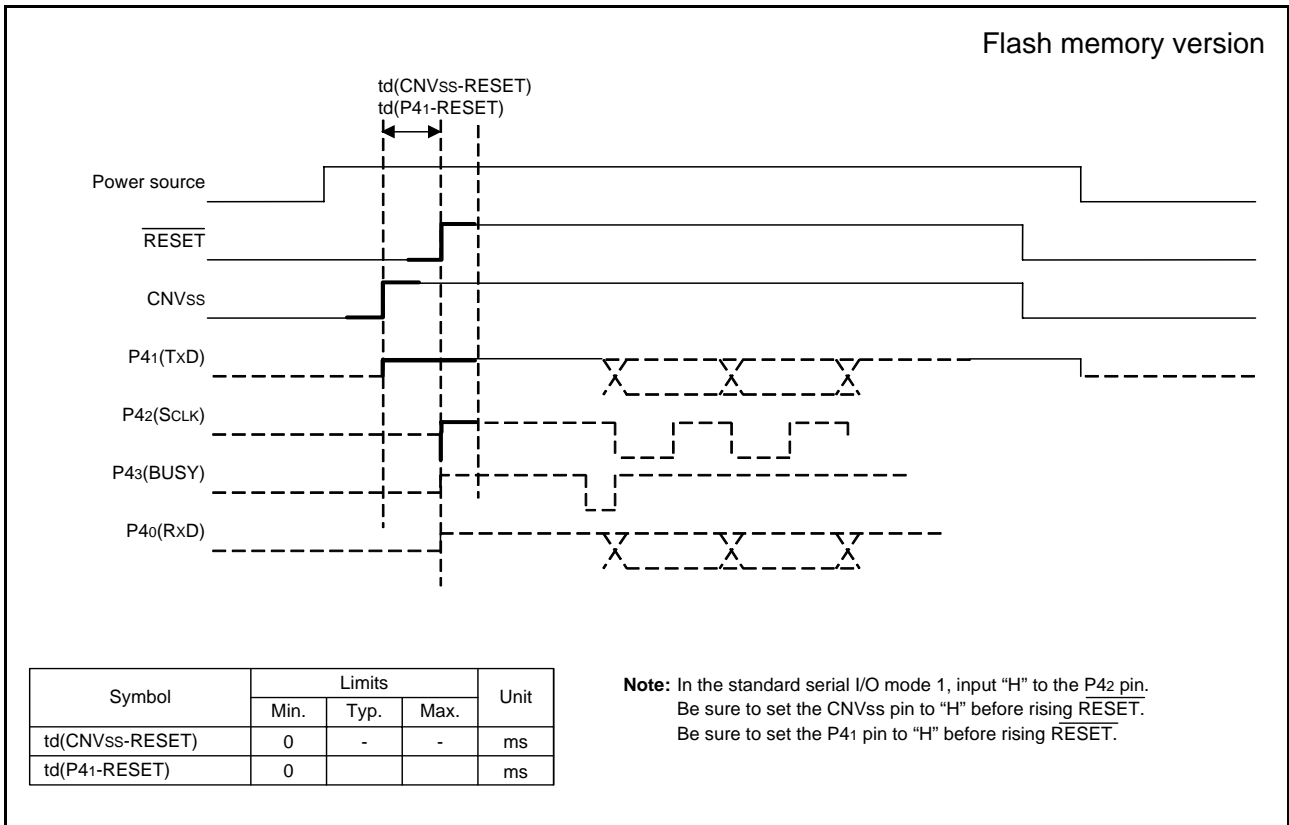 Flash memory version
td(CNVss-RESET)
td(P41-RESET)
Power source
RESET
CNVss
P41(TxD)
P42(SCLK)
P43(BUSY)
P40(RxD)
Symbol Limits Unit
Min. Typ. Max.
td(CNVss-RESET) 0 - - ms
td(P41-RESET) 0 ms
Note: In the standard serial I/O mode 1, input “H” to the P42 pin.
Be sure to set the CNVss pin to “H” before rising RESET.
Be sure to set the P41 pin to “H” before rising RESET.